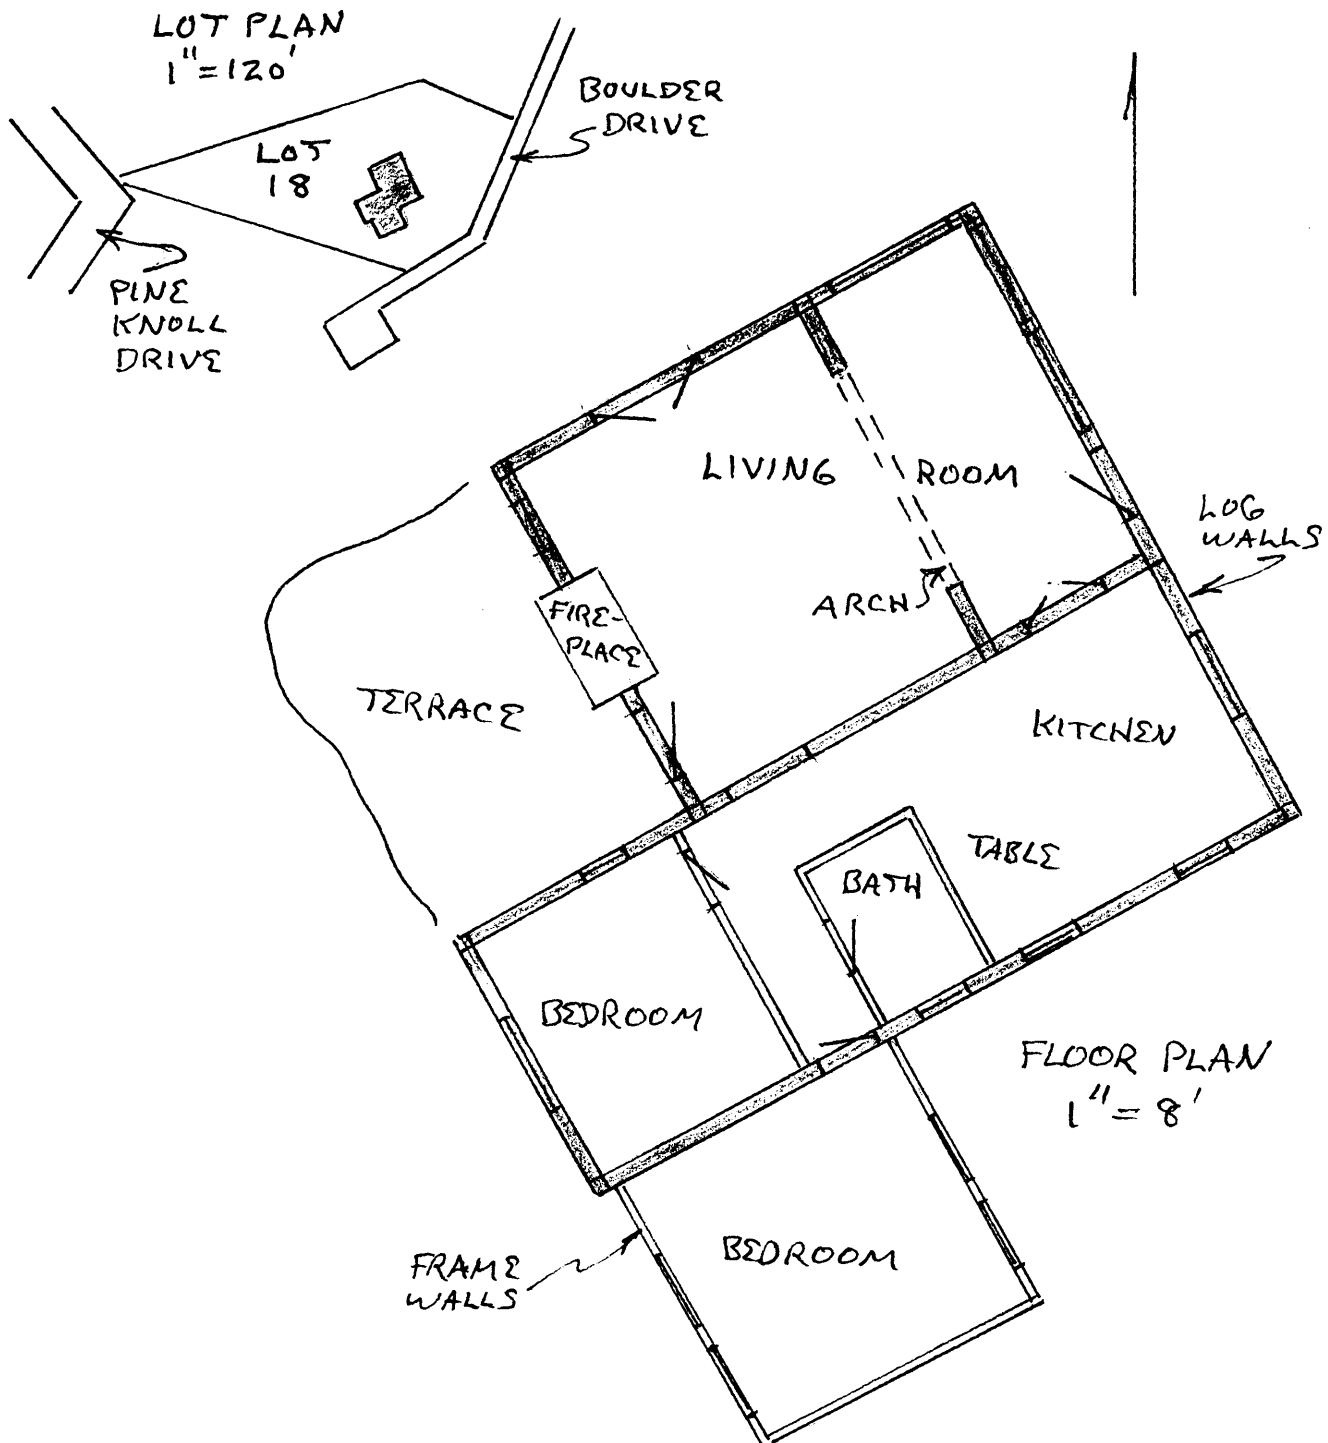 LOT PLAN
1"=120'
BOULDER
DRIVE
LOT
18
PINE
KNOLL
DRIVE
LIVING ROOM
LOG
WALLS
ARCH
FIRE-
PLACE
TERRACE
KITCHEN
TABLE
BATH
BEDROOM
FLOOR PLAN
1"=8'
BEDROOM
FRAME
WALLS